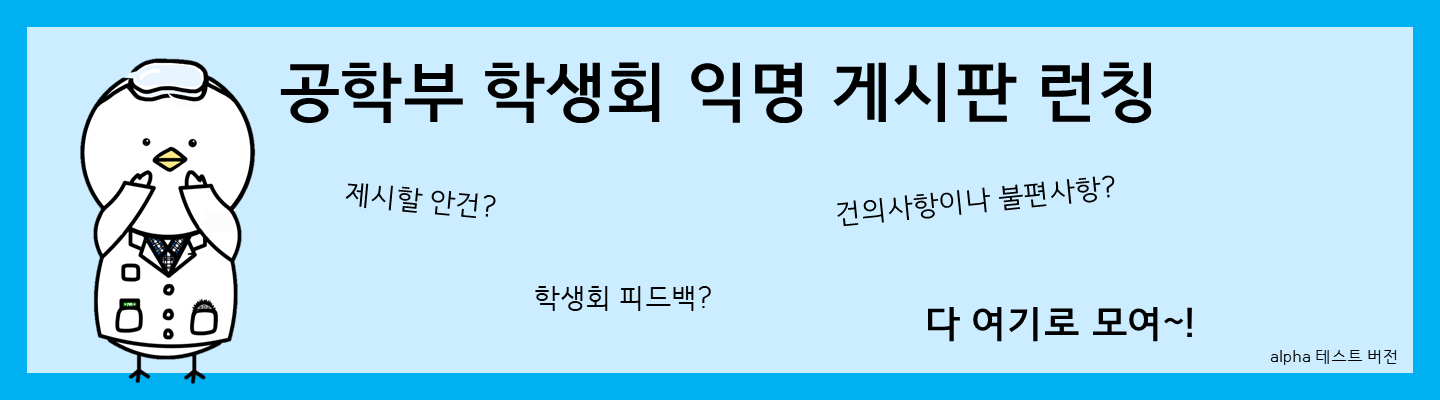 공학부 학생회 익명 게시판 런칭
제시할 안건?
건의사항이나 불편사항?
학생회 피드백?
다 여기로 모여~!
alpha 테스트 버전